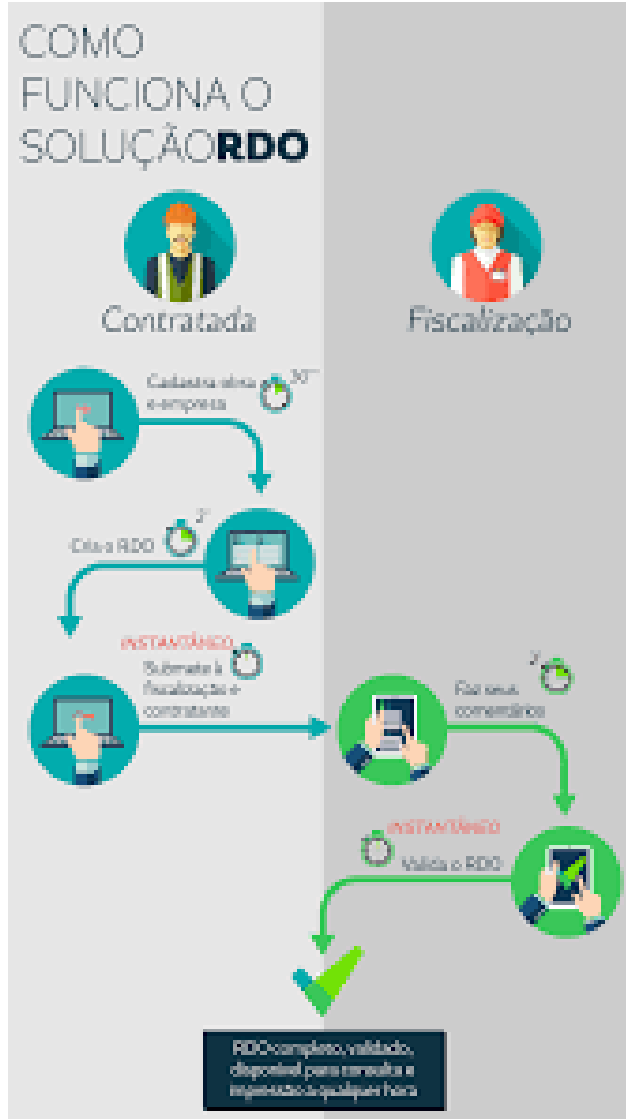 COMO
FUNCIONA O
SOLUÇÃORDO
Contratada
Fiscalização
Cadastra obra
e empresa
30"
Cria o RDO
2'
INSTANTÂNEO
Submete à
fiscalização e
contratante
Faz seus
comentários
INSTANTÂNEO
Valida o RDO
RDO completo, validado,
disponível para consulta e
impressão a qualquer hora